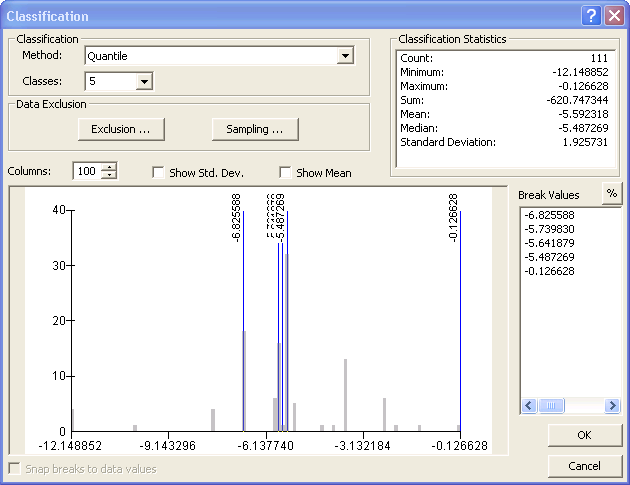 Classification
Classification
Method: Quantile
Classes: 5
Data Exclusion
Exclusion ...
Sampling ...
Classification Statistics
Count: 111
Minimum: -12.148852
Maximum: -0.126628
Sum: -620.747344
Mean: -5.592318
Median: -5.487269
Standard Deviation: 1.925731
Columns: 100
Show Std. Dev.
Show Mean
Break Values
%
-6.825588
-5.739830
-5.641879
-5.487269
-0.126628
-6.825588
-5.487269
-0.126628
40
30
20
10
0
-12.148852 -9.143296 -6.137740 -3.132184 -0.126628
Snap breaks to data values
OK
Cancel